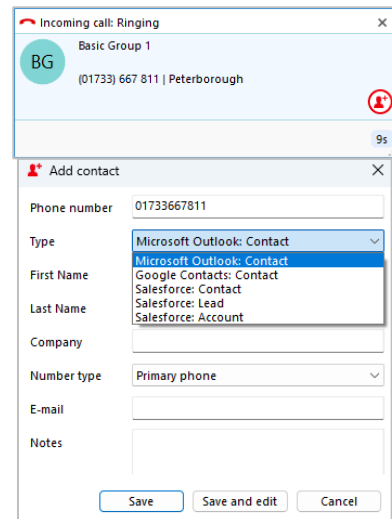 Incoming call: Ringing
BG
Basic Group 1
(01733) 667 811 | Peterborough
9s
Add contact
Phone number 01733667811
Type Microsoft Outlook: Contact
Microsoft Outlook: Contact
First Name Google Contacts: Contact
Salesforce: Contact
Last Name Salesforce: Lead
Salesforce: Account
Company
Number type Primary phone
E-mail
Notes
Save Save and edit Cancel